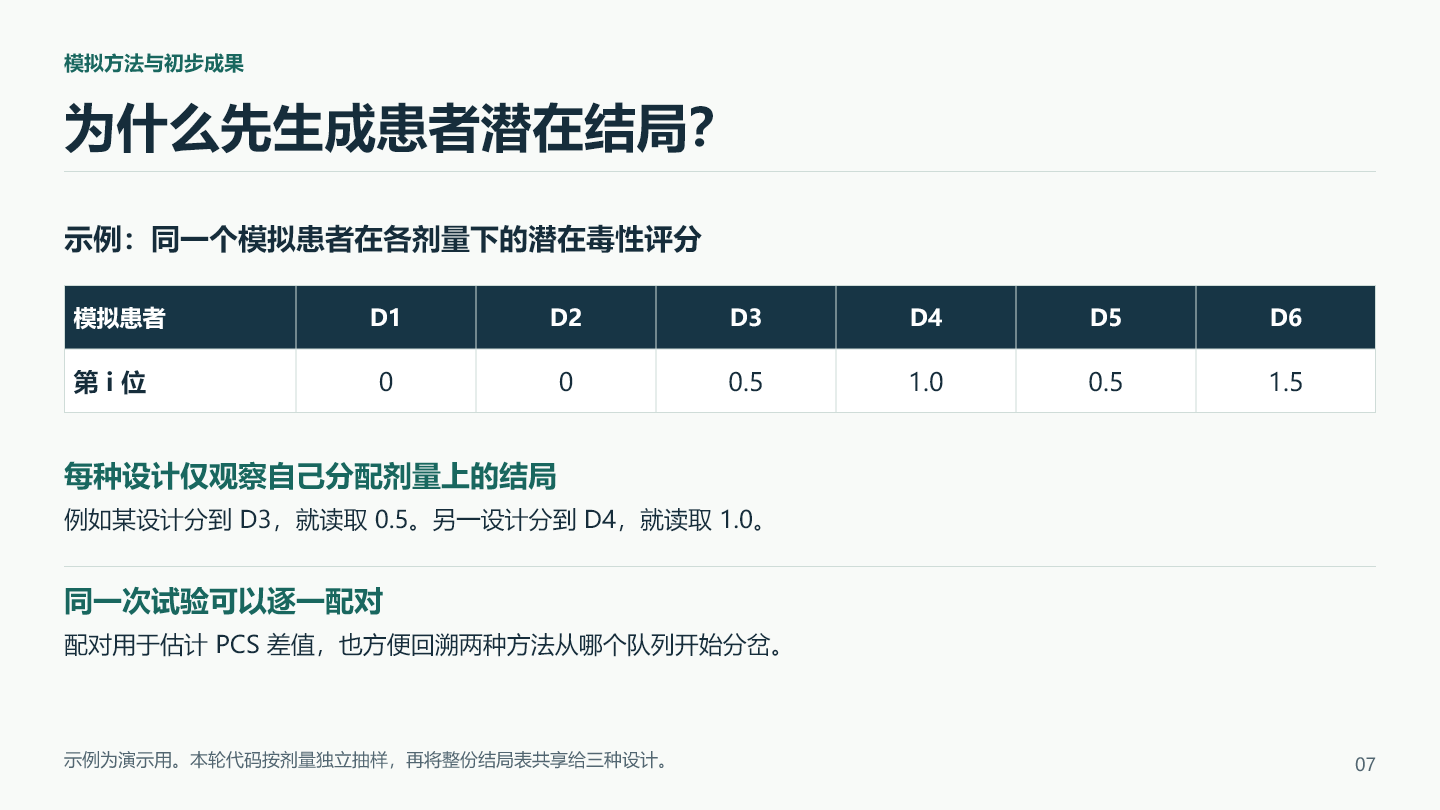 模拟方法与初步成果
为什么先生成患者潜在结局？
示例：同一个模拟患者在各剂量下的潜在毒性评分
模拟患者 D1 D2 D3 D4 D5 D6
第 i 位 0 0 0.5 1.0 0.5 1.5
每种设计仅观察自己分配剂量上的结局
例如某设计分到 D3，就读取 0.5。另一设计分到 D4，就读取 1.0。
同一次试验可以逐一配对
配对用于估计 PCS 差值，也方便回溯两种方法从哪个队列开始分岔。
示例为演示用。本轮代码按剂量独立抽样，再将整份结局表共享给三种设计。
07